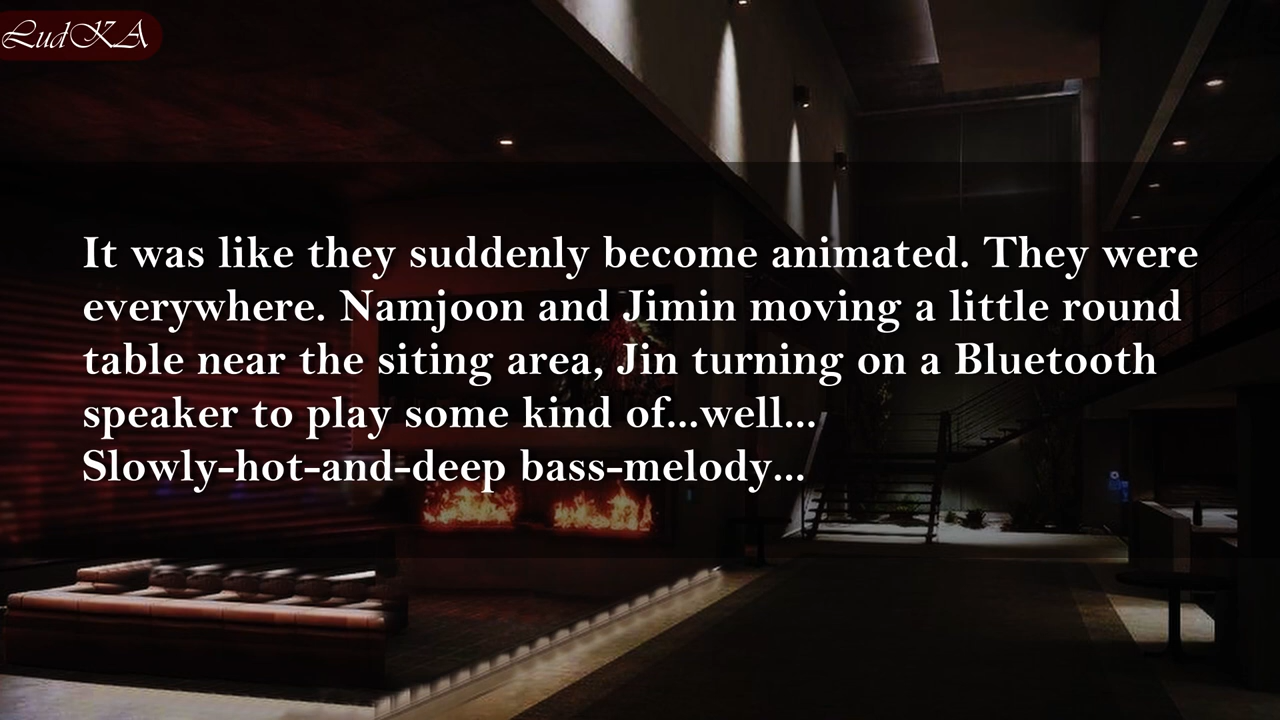 LudKA
It was like they suddenly become animated. They were
everywhere. Namjoon and Jimin moving a little round
table near the siting area, Jin turning on a Bluetooth
speaker to play some kind of...well...
Slowly-hot-and-deep bass-melody...